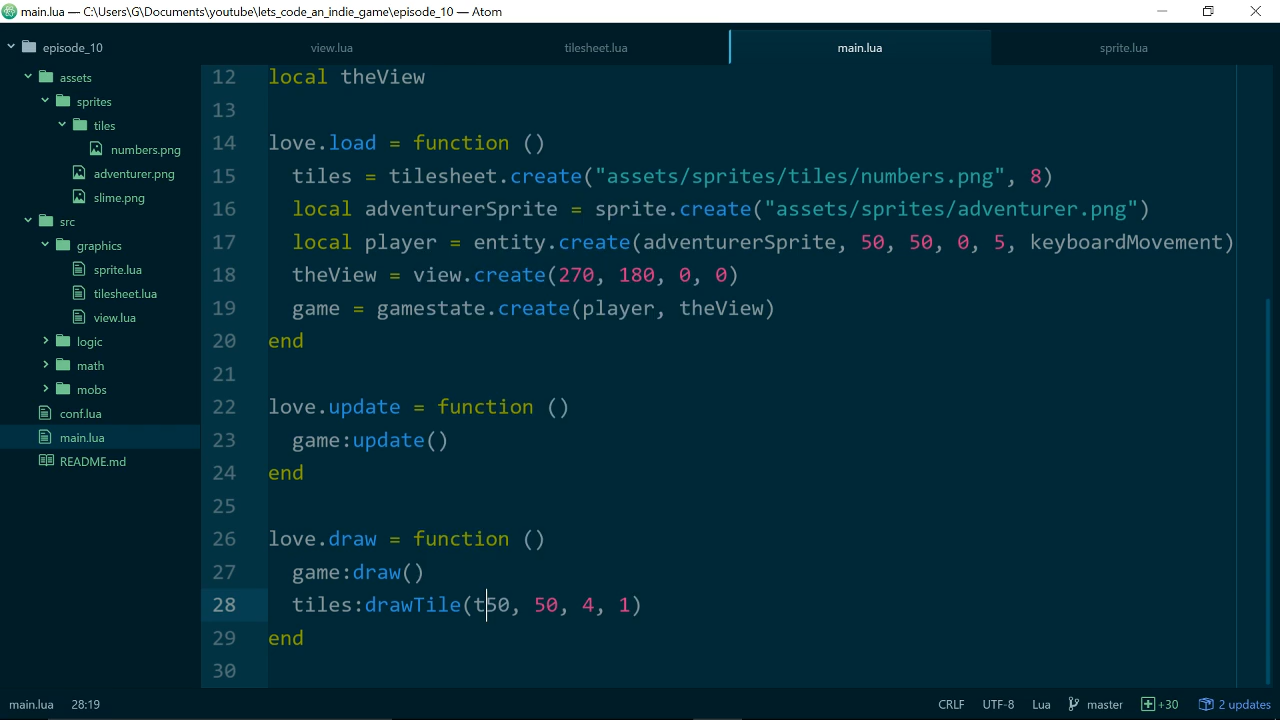 main.lua — C:\Users\G\Documents\youtube\lets_code_an_indie_game\episode_10 — Atom
episode_10
assets
sprites
tiles
numbers.png
adventurer.png
slime.png
src
graphics
sprite.lua
tilesheet.lua
view.lua
logic
math
mobs
conf.lua
main.lua
README.md
view.lua tilesheet.lua main.lua sprite.lua
12 local theView
13
14 love.load = function ()
15 tiles = tilesheet.create("assets/sprites/tiles/numbers.png", 8)
16 local adventurerSprite = sprite.create("assets/sprites/adventurer.png")
17 local player = entity.create(adventurerSprite, 50, 50, 0, 5, keyboardMovement)
18 theView = view.create(270, 180, 0, 0)
19 game = gamestate.create(player, theView)
20 end
21
22 love.update = function ()
23 game:update()
24 end
25
26 love.draw = function ()
27 game:draw()
28 tiles:drawTile(t50, 50, 4, 1)
29 end
30
main.lua 28:19 CRLF UTF-8 Lua master +30 2 updates